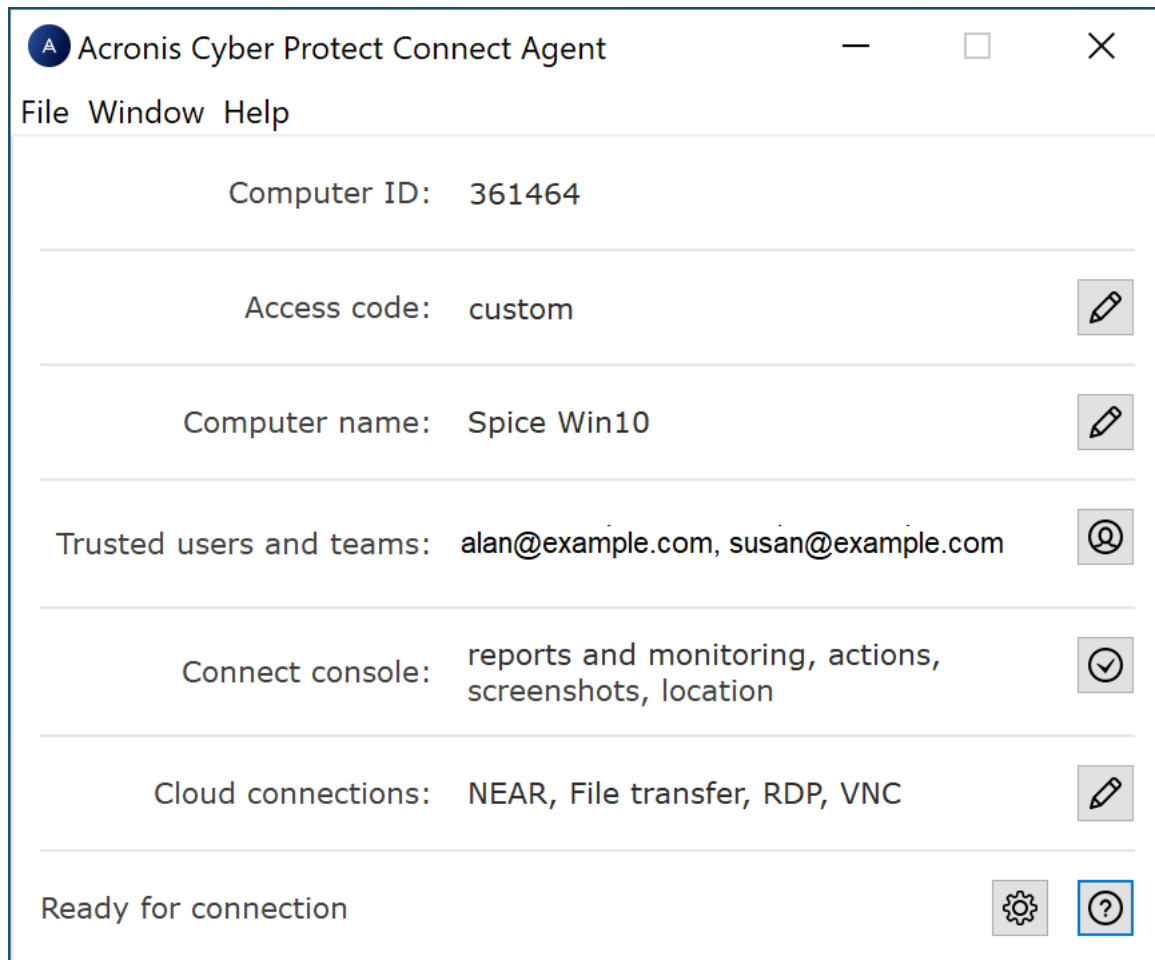 Acronis Cyber Protect Connect Agent
File Window Help
Computer ID: 361464
Access code: custom
Computer name: Spice Win10
Trusted users and teams: alan@example.com, susan@example.com
Connect console: reports and monitoring, actions,
screenshots, location
Cloud connections: NEAR, File transfer, RDP, VNC
Ready for connection